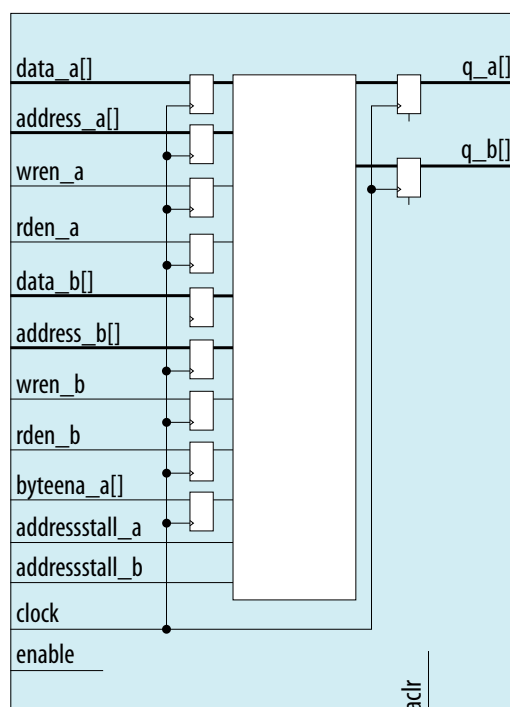 data_a[]
address_a[]
wren_a
rden_a
data_b[]
address_b[]
wren_b
rden_b
byteena_a[]
addressstall_a
addressstall_b
clock
enable
q_a[]
q_b[]
aclr